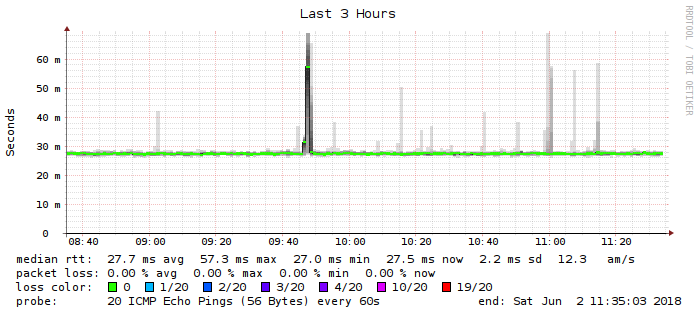 Last 3 Hours
RRDTOOL / TOBI OETIKER
Seconds
60 m
50 m
40 m
30 m
20 m
10 m
0
08:40 09:00 09:20 09:40 10:00 10:20 10:40 11:00 11:20
median rtt: 27.7 ms avg 57.3 ms max 27.0 ms min 27.5 ms now 2.2 ms sd 12.3 am/s
packet loss: 0.00 % avg 0.00 % max 0.00 % min 0.00 % now
loss color: 0 1/20 2/20 3/20 4/20 10/20 19/20
probe: 20 ICMP Echo Pings (56 Bytes) every 60s end: Sat Jun 2 11:35:03 2018